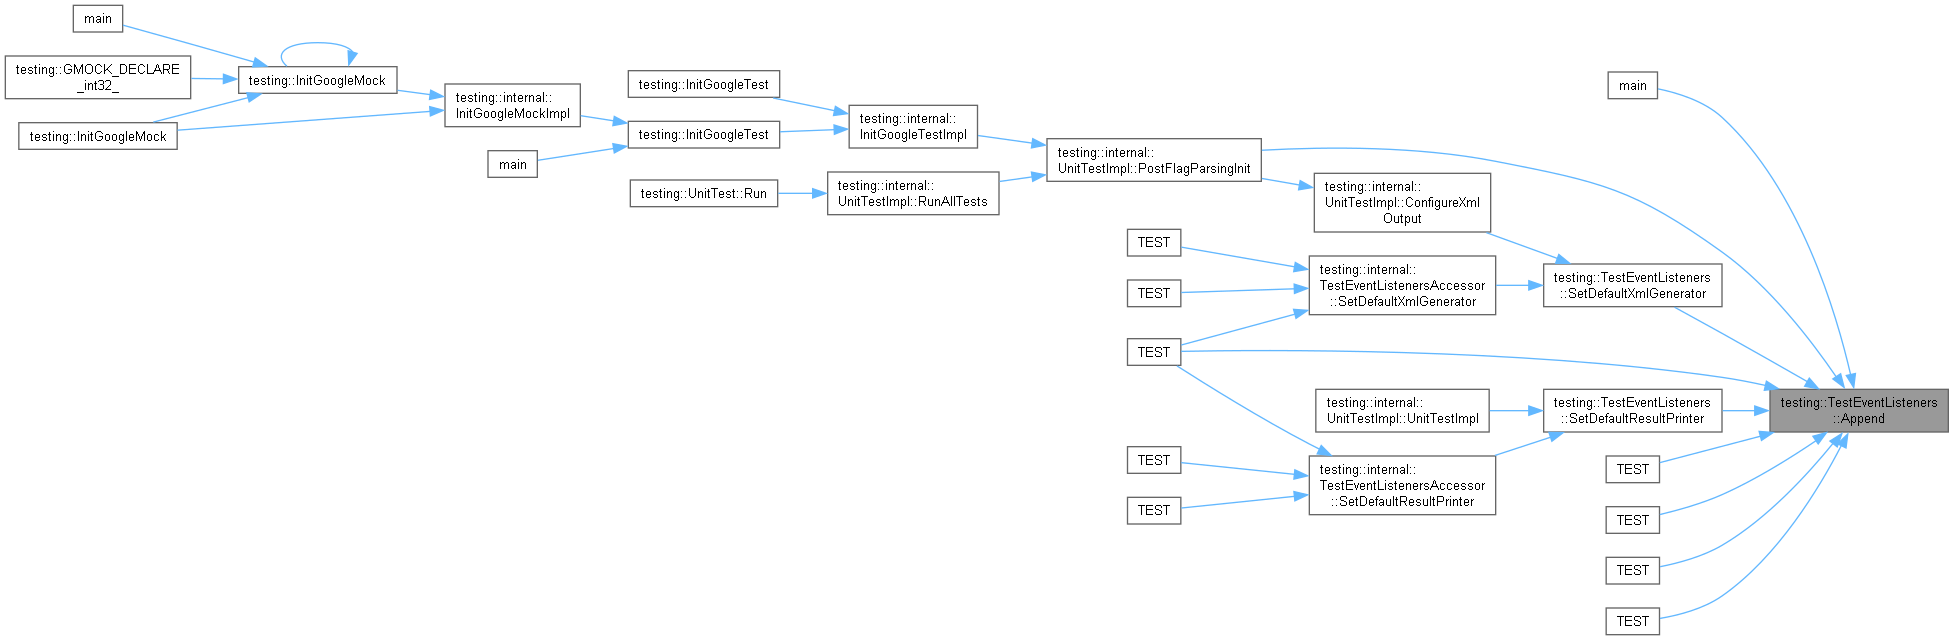 main
testing::GMOCK_DECLARE
_int32_
testing::InitGoogleMock
testing::InitGoogleMock
testing::internal::
InitGoogleMockImpl
main
testing::InitGoogleTest
testing::InitGoogleTest
testing::UnitTest::Run
testing::internal::
InitGoogleTestImpl
testing::internal::
UnitTestImpl::RunAllTests
testing::internal::
UnitTestImpl::PostFlagParsingInit
TEST
TEST
TEST
TEST
TEST
testing::internal::
UnitTestImpl::ConfigureXml
Output
testing::internal::
TestEventListenersAccessor
::SetDefaultXmlGenerator
testing::internal::
UnitTestImpl::UnitTestImpl
testing::internal::
TestEventListenersAccessor
::SetDefaultResultPrinter
main
testing::TestEventListeners
::SetDefaultXmlGenerator
testing::TestEventListeners
::SetDefaultResultPrinter
TEST
TEST
TEST
TEST
testing::TestEventListeners
::Append